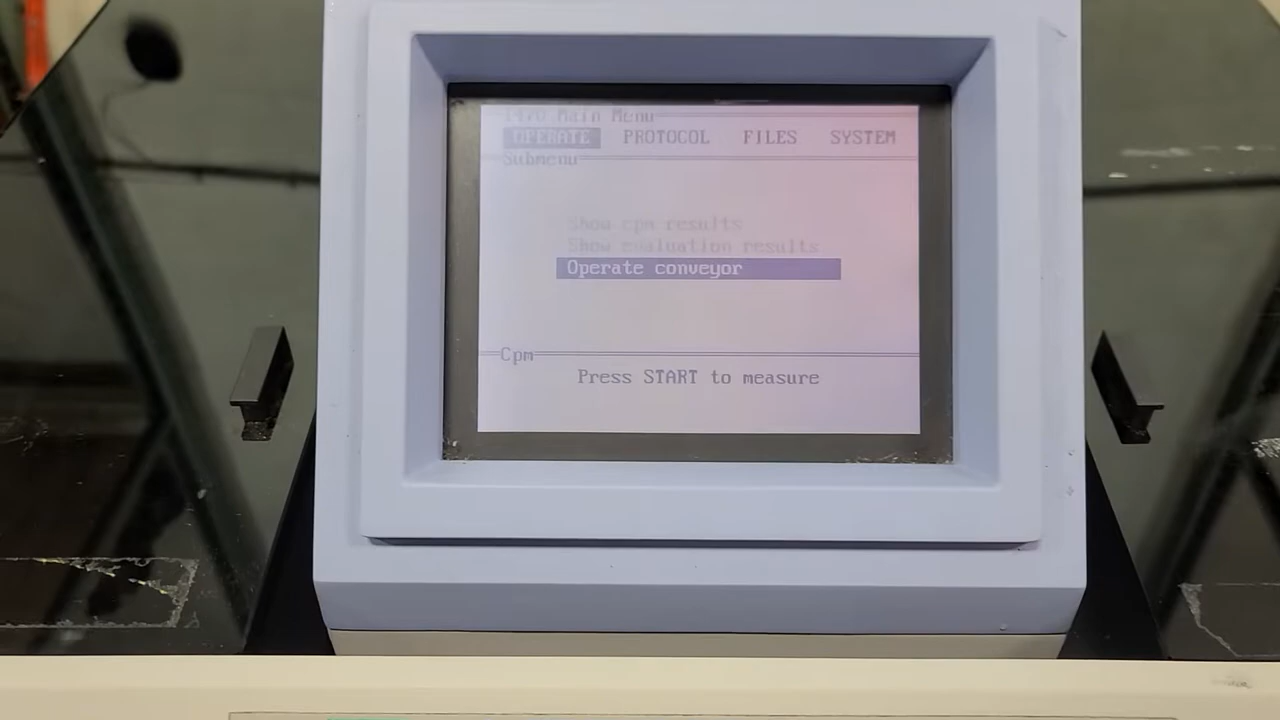 1470 Main Menu
OPERATE PROTOCOL FILES SYSTEM
Submenu
Show cpm results
Show evaluation results
Operate conveyor
Cpm
Press START to measure